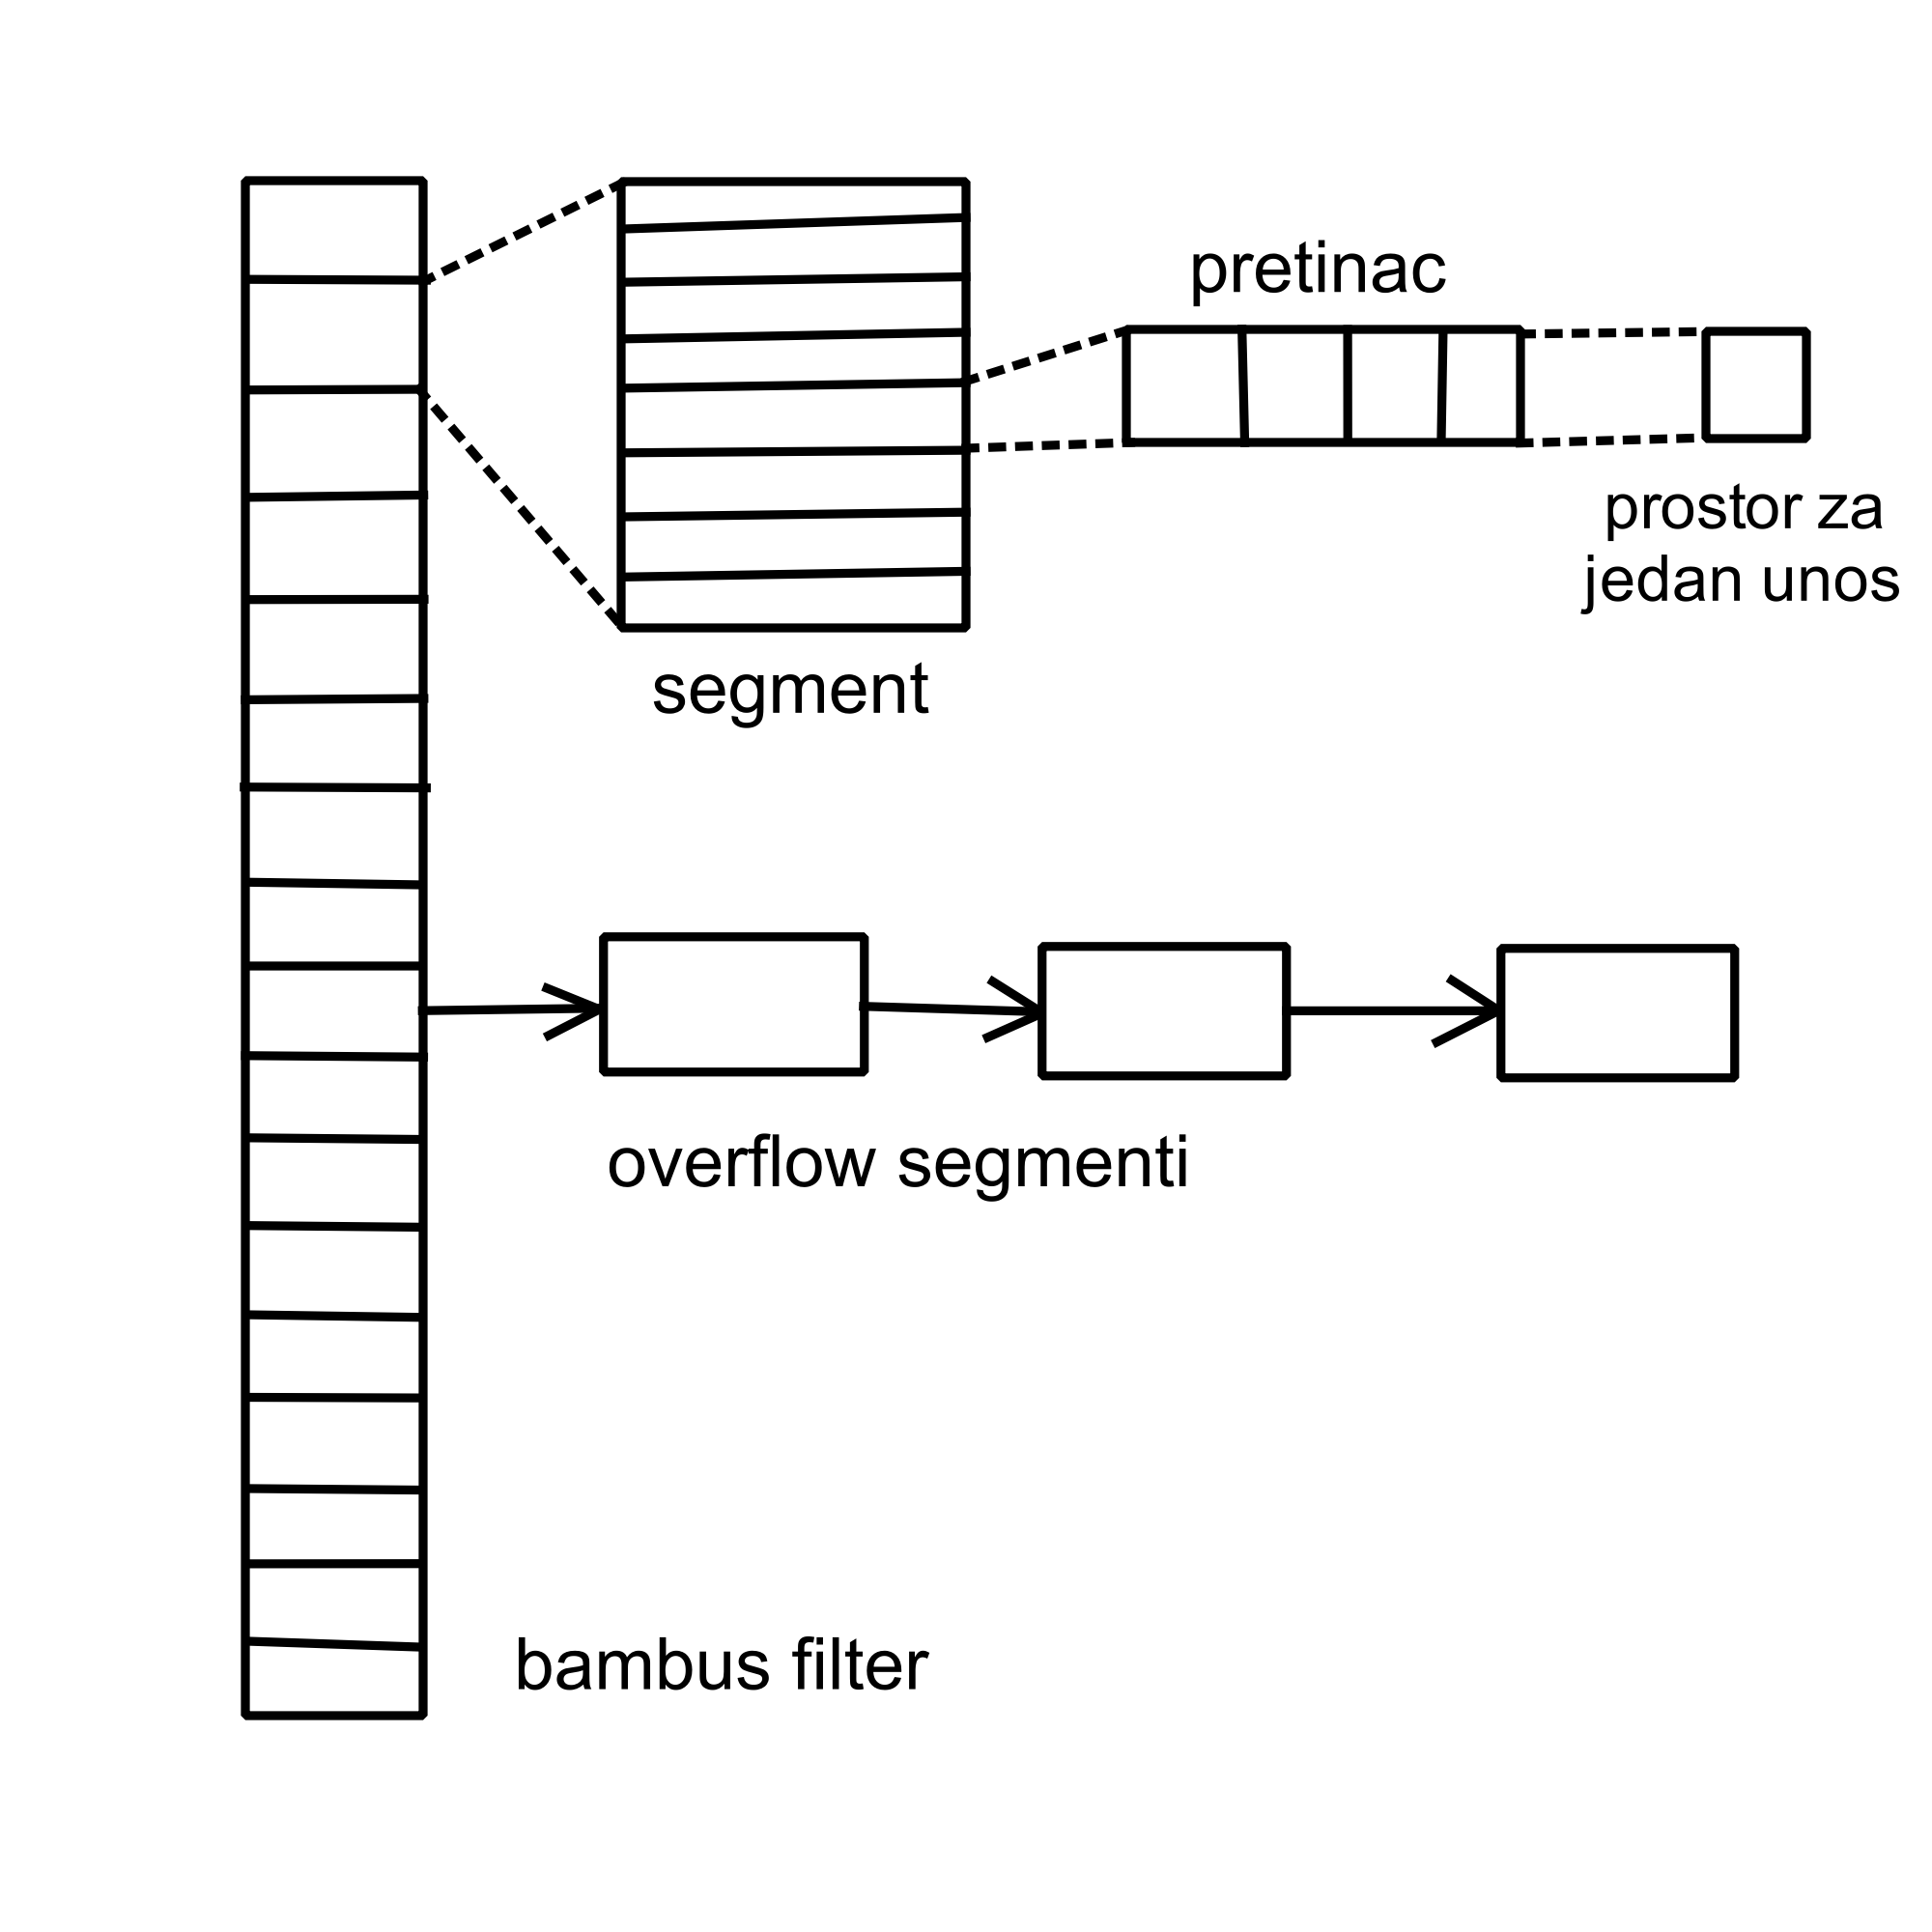 pretinac
prostor za
jedan unos
segment
overflow segmenti
bambus filter